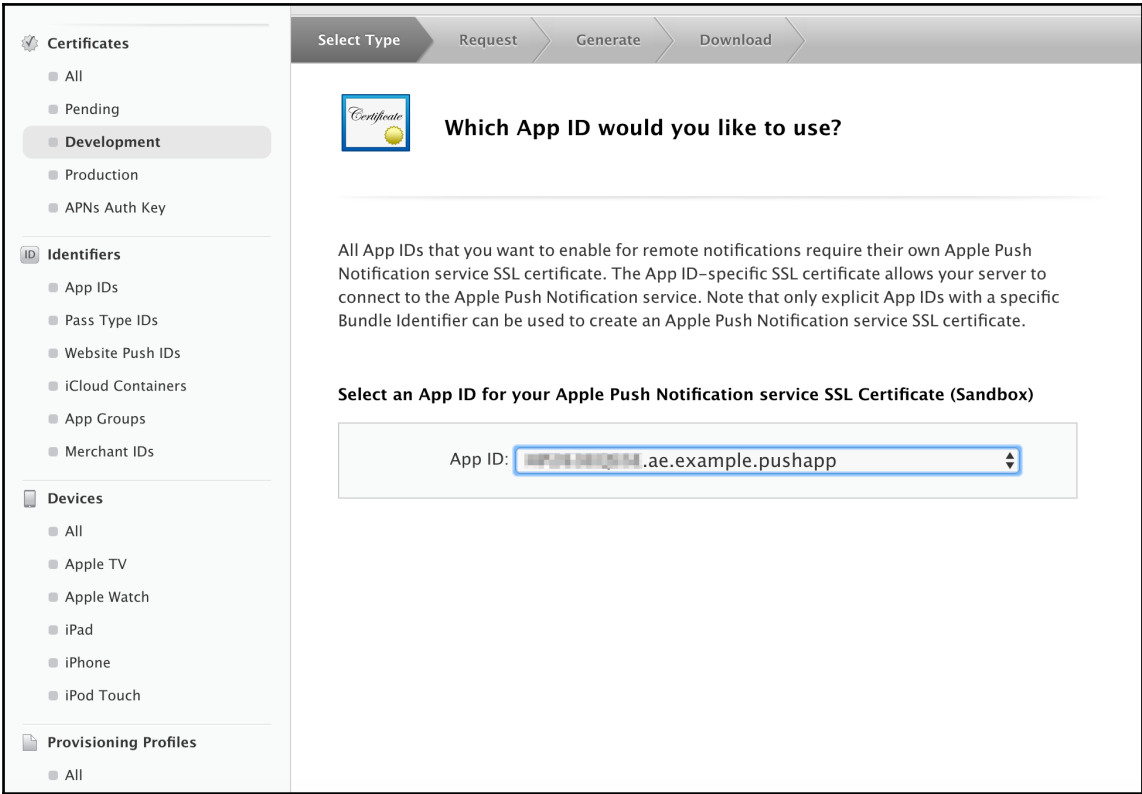 Certificates
All
Pending
Development
Production
APNs Auth Key
ID Identifiers
App IDs
Pass Type IDs
Website Push IDs
iCloud Containers
App Groups
Merchant IDs
Devices
All
Apple TV
Apple Watch
iPad
iPhone
iPod Touch
Provisioning Profiles
All
Select Type Request Generate Download
Certificate
Which App ID would you like to use?
All App IDs that you want to enable for remote notifications require their own Apple Push
Notification service SSL certificate. The App ID-specific SSL certificate allows your server to
connect to the Apple Push Notification service. Note that only explicit App IDs with a specific
Bundle Identifier can be used to create an Apple Push Notification service SSL certificate.
Select an App ID for your Apple Push Notification service SSL Certificate (Sandbox)
App ID: .ae.example.pushapp